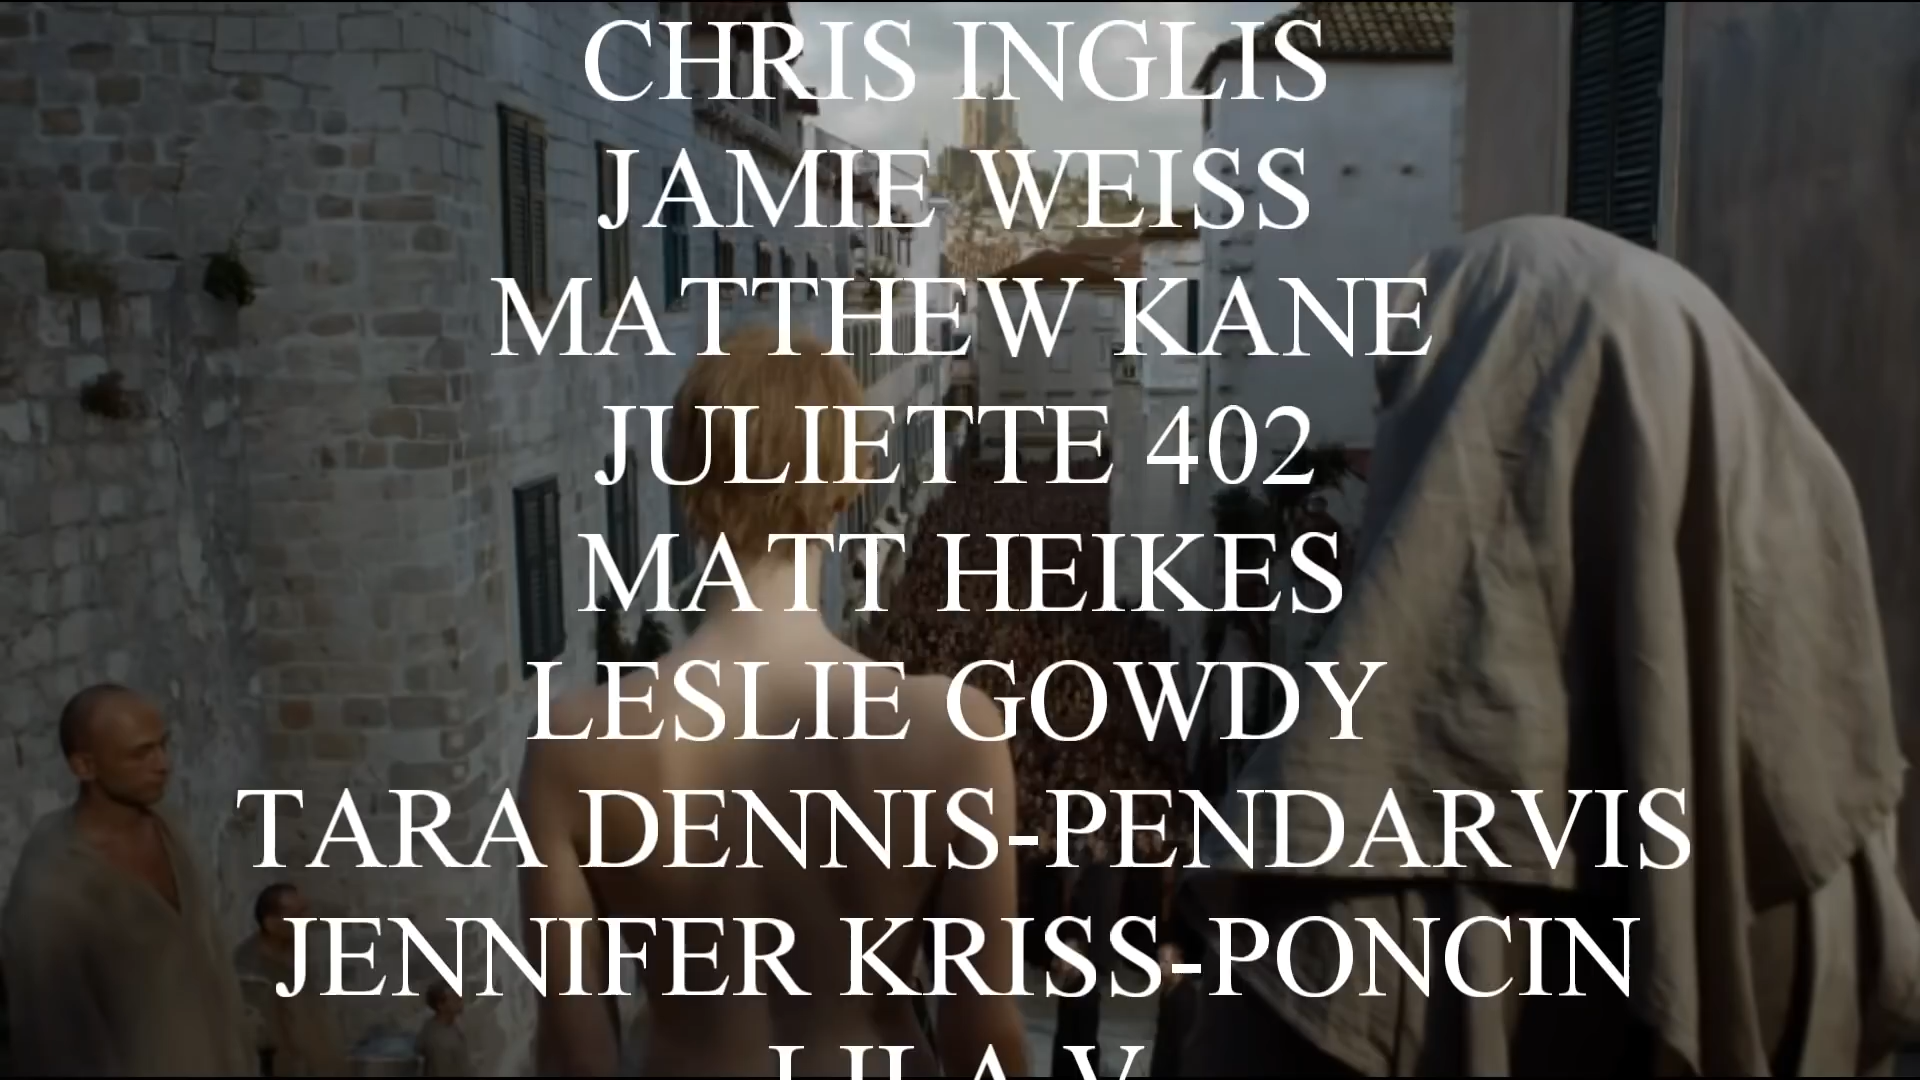 CHRIS INGLIS
JAMIE WEISS
MATTHEW KANE
JULIETTE 402
MATT HEIKES
LESLIE GOWDY
TARA DENNIS-PENDARVIS
JENNIFER KRISS-PONCIN